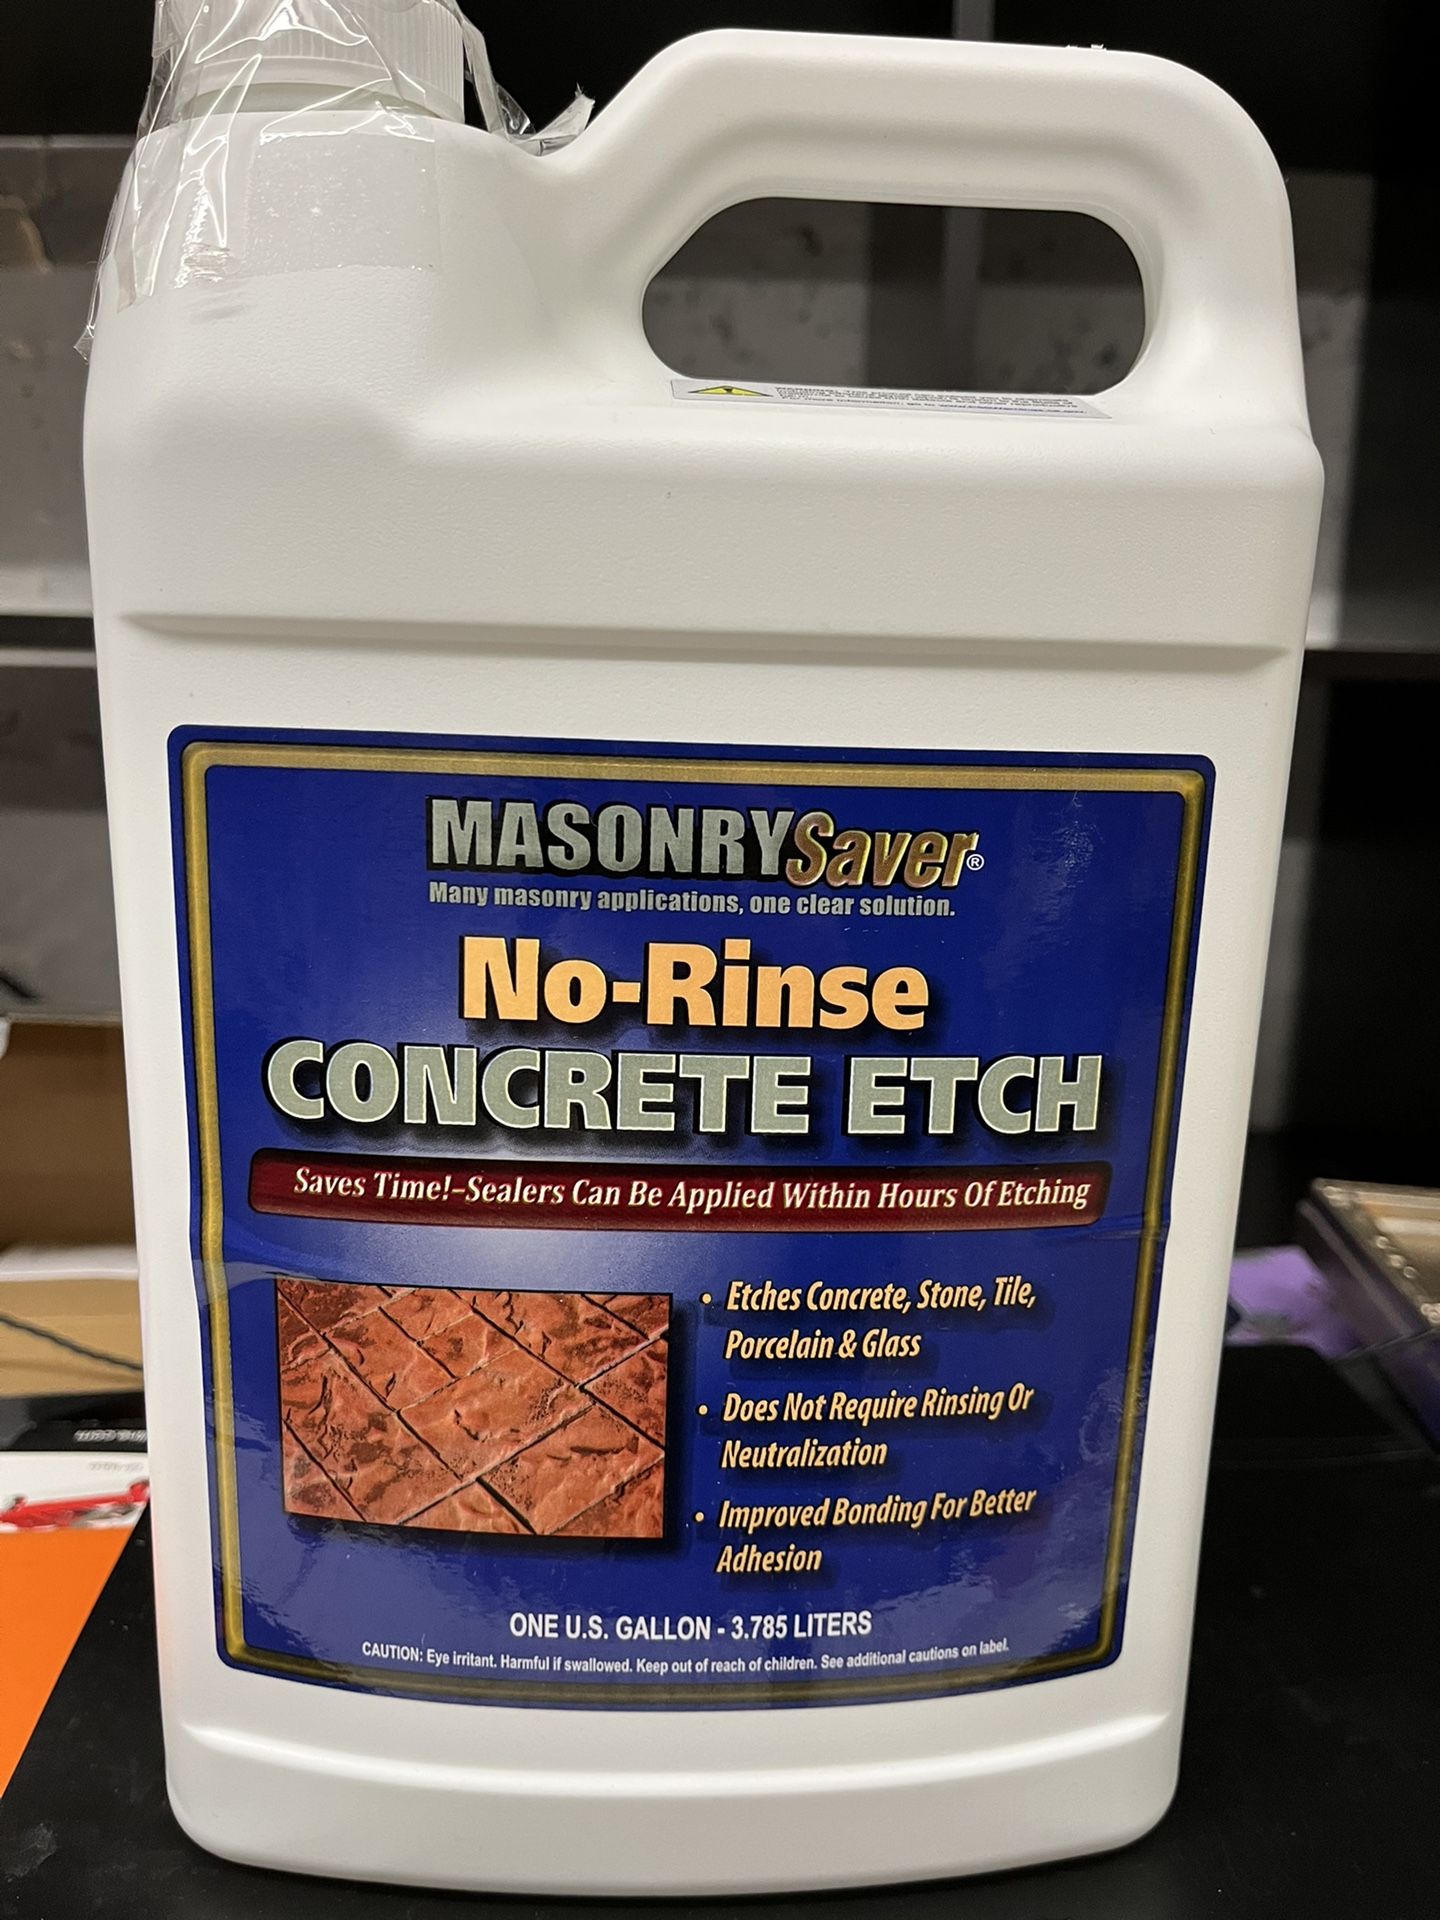 MASONRYSaver®
Many masonry applications, one clear solution.
No-Rinse
CONCRETE ETCH
Saves Time!-Sealers Can Be Applied Within Hours Of Etching
• Etches Concrete, Stone, Tile,
Porcelain & Glass
• Does Not Require Rinsing Or
Neutralization
• Improved Bonding For Better
Adhesion
ONE U.S. GALLON - 3.785 LITERS
CAUTION: Eye irritant. Harmful if swallowed. Keep out of reach of children. See additional cautions on label.